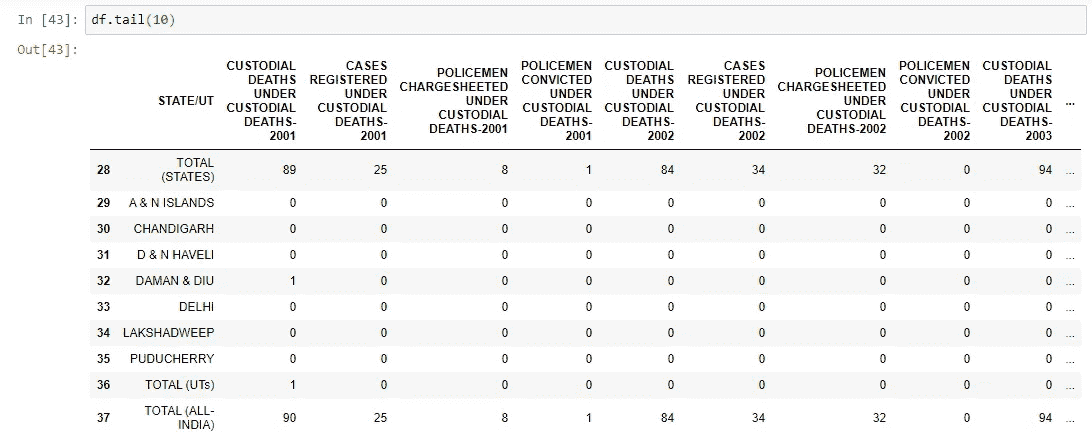 In [43]: df.tail(10)
Out[43]:
STATE/UT CUSTODIAL DEATHS UNDER CUSTODIAL DEATHS-2001 CASES REGISTERED UNDER CUSTODIAL DEATHS-2001 POLICEMEN CHARGESHEETED UNDER CUSTODIAL DEATHS-2001 POLICEMEN CONVICTED UNDER CUSTODIAL DEATHS-2001 CUSTODIAL DEATHS UNDER CUSTODIAL DEATHS-2002 CASES REGISTERED UNDER CUSTODIAL DEATHS-2002 POLICEMEN CHARGESHEETED UNDER CUSTODIAL DEATHS-2002 POLICEMEN CONVICTED UNDER CUSTODIAL DEATHS-2002 CUSTODIAL DEATHS UNDER CUSTODIAL DEATHS-2003 ...
28 TOTAL (STATES) 89 25 8 1 84 34 32 0 94 ...
29 A & N ISLANDS 0 0 0 0 0 0 0 0 0 ...
30 CHANDIGARH 0 0 0 0 0 0 0 0 0 ...
31 D & N HAVELI 0 0 0 0 0 0 0 0 0 ...
32 DAMAN & DIU 1 0 0 0 0 0 0 0 0 ...
33 DELHI 0 0 0 0 0 0 0 0 0 ...
34 LAKSHADWEEP 0 0 0 0 0 0 0 0 0 ...
35 PUDUCHERRY 0 0 0 0 0 0 0 0 0 ...
36 TOTAL (UTs) 1 0 0 0 0 0 0 0 0 ...
37 TOTAL (ALL-INDIA) 90 25 8 1 84 34 32 0 94 ...